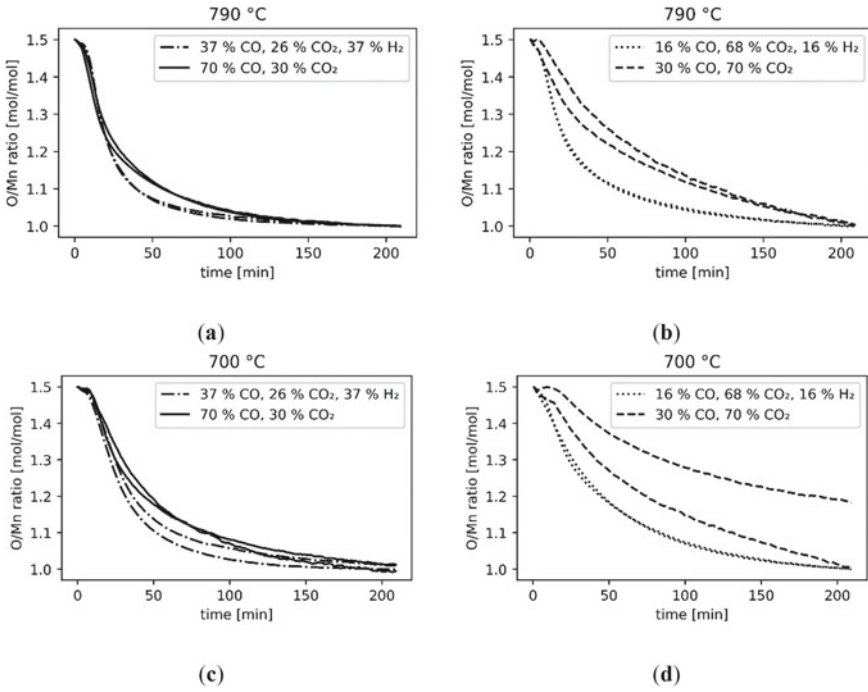 790 °C
O/Mn ratio [mol/mol]
1.5
1.4
1.3
1.2
1.1
1.0
37 % CO, 26 % CO₂, 37 % H₂
70 % CO, 30 % CO₂
0 50 100 150 200
time [min]
(a)
790 °C
O/Mn ratio [mol/mol]
1.5
1.4
1.3
1.2
1.1
1.0
16 % CO, 68 % CO₂, 16 % H₂
30 % CO, 70 % CO₂
0 50 100 150 200
time [min]
(b)
700 °C
O/Mn ratio [mol/mol]
1.5
1.4
1.3
1.2
1.1
1.0
37 % CO, 26 % CO₂, 37 % H₂
70 % CO, 30 % CO₂
0 50 100 150 200
time [min]
(c)
700 °C
O/Mn ratio [mol/mol]
1.5
1.4
1.3
1.2
1.1
1.0
16 % CO, 68 % CO₂, 16 % H₂
30 % CO, 70 % CO₂
0 50 100 150 200
time [min]
(d)